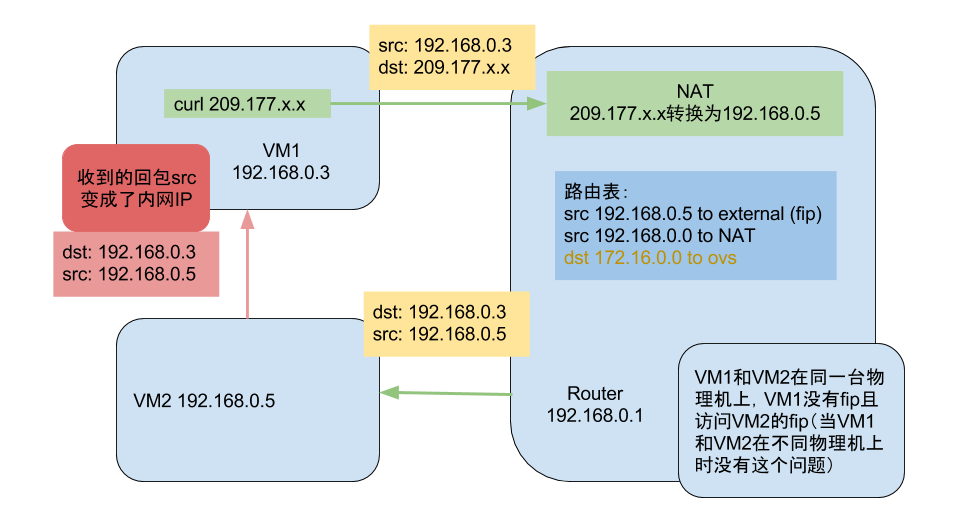 src: 192.168.0.3
dst: 209.177.x.x
curl 209.177.x.x
VM1
192.168.0.3
NAT
209.177.x.x转换为192.168.0.5
收到的回包src
变成了内网IP
路由表:
src 192.168.0.5 to external (fip)
src 192.168.0.0 to NAT
dst 172.16.0.0 to ovs
dst: 192.168.0.3
src: 192.168.0.5
dst: 192.168.0.3
src: 192.168.0.5
VM2 192.168.0.5
Router
192.168.0.1
VM1和VM2在同一台物
理机上，VM1没有fip且
访问VM2的fip（当VM1
和VM2在不同物理机上
时没有这个问题）